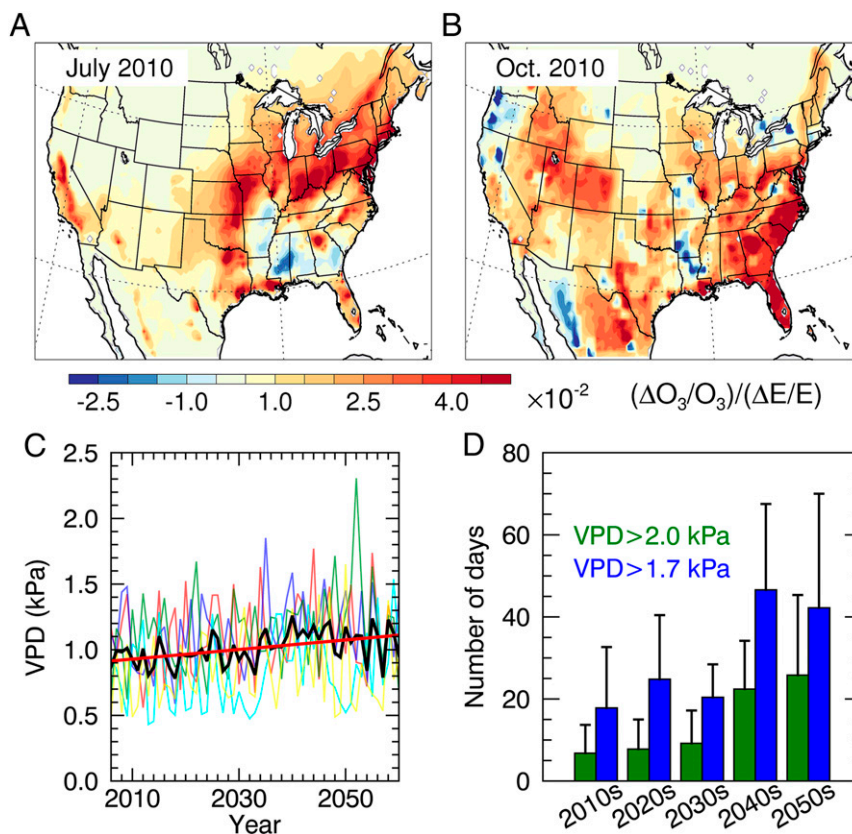 A
B
July 2010
Oct. 2010
-2.5 -1.0 1.0 2.5 4.0 ×10⁻² (ΔO₃/O₃)/(ΔE/E)
C
D
2.5
2.0
1.5
1.0
0.5
0.0
VPD (kPa)
2010 2030 2050
Year
80
60
40
20
0
Number of days
VPD>2.0 kPa
VPD>1.7 kPa
2010s 2020s 2030s 2040s 2050s